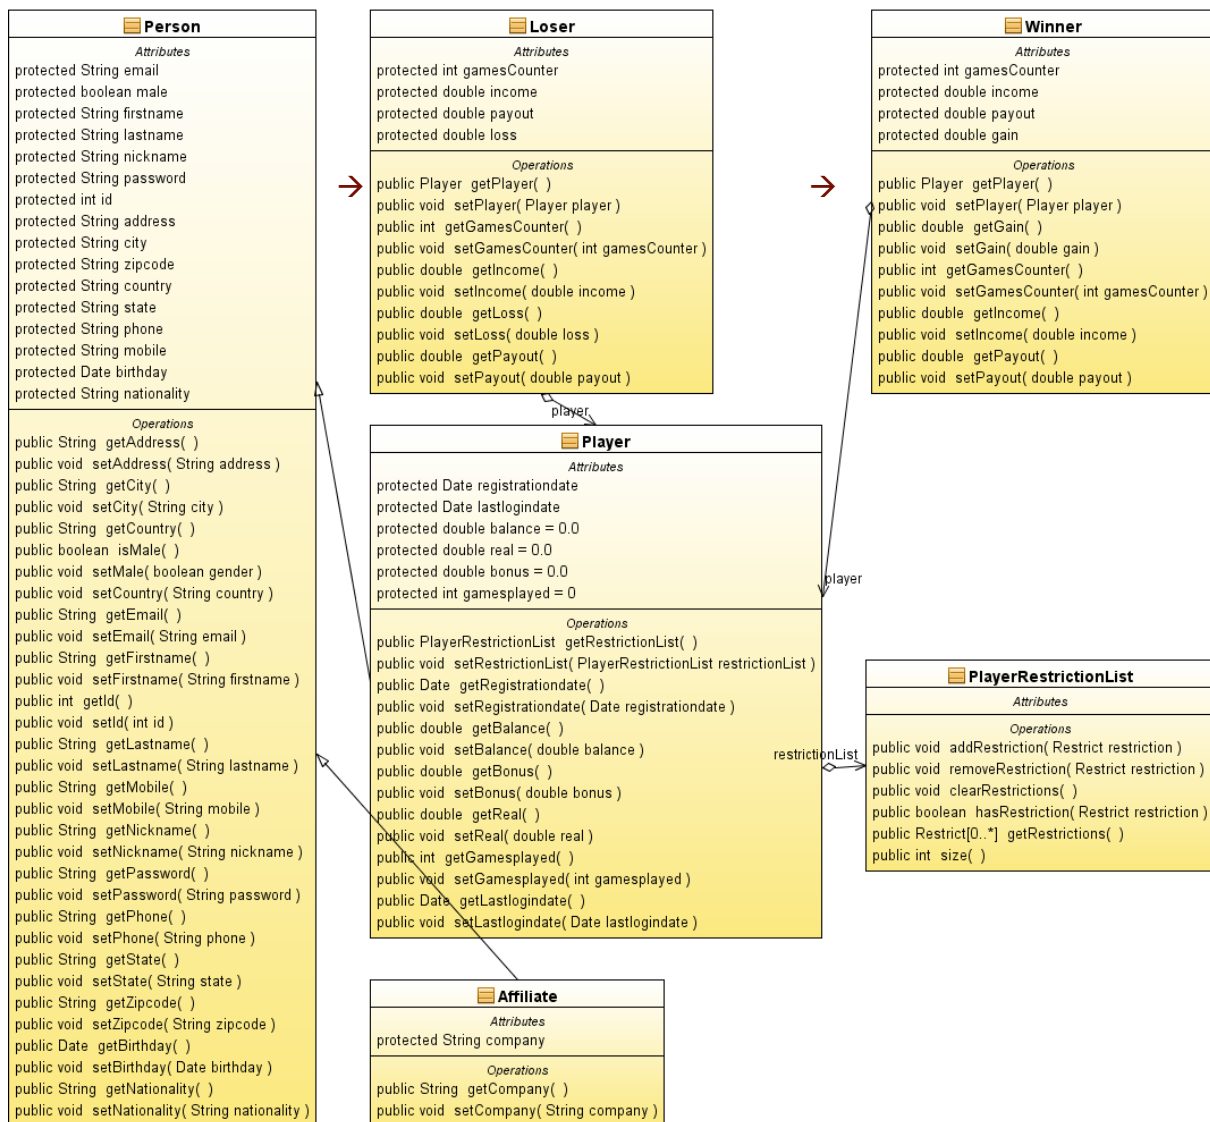 Person
Attributes
protected String email
protected boolean male
protected String firstname
protected String lastname
protected String nickname
protected String password
protected int id
protected String address
protected String city
protected String zipcode
protected String country
protected String state
protected String phone
protected String mobile
protected Date birthday
protected String nationality
Operations
public String getAddress( )
public void setAddress( String address )
public String getCity( )
public void setCity( String city )
public String getCountry( )
public boolean isMale( )
public void setMale( boolean gender )
public void setCountry( String country )
public String getEmail( )
public void setEmail( String email )
public String getFirstname( )
public void setFirstname( String firstname )
public int getId( )
public void setId( int id )
public String getLastname( )
public void setLastname( String lastname )
public String getMobile( )
public void setMobile( String mobile )
public String getNickname( )
public void setNickname( String nickname )
public String getPassword( )
public void setPassword( String password )
public String getPhone( )
public void setPhone( String phone )
public String getState( )
public void setState( String state )
public String getZipcode( )
public void setZipcode( String zipcode )
public Date getBirthday( )
public void setBirthday( Date birthday )
public String getNationality( )
public void setNationality( String nationality )
Loser
Attributes
protected int gamesCounter
protected double income
protected double payout
protected double loss
Operations
public Player getPlayer( )
public void setPlayer( Player player )
public int getGamesCounter( )
public void setGamesCounter( int gamesCounter )
public double getIncome( )
public void setIncome( double income )
public double getLoss( )
public void setLoss( double loss )
public double getPayout( )
public void setPayout( double payout )
player
Winner
Attributes
protected int gamesCounter
protected double income
protected double payout
protected double gain
Operations
public Player getPlayer( )
public void setPlayer( Player player )
public double getGain( )
public void setGain( double gain )
public int getGamesCounter( )
public void setGamesCounter( int gamesCounter )
public double getIncome( )
public void setIncome( double income )
public double getPayout( )
public void setPayout( double payout )
player
Player
Attributes
protected Date registrationdate
protected Date lastlogindate
protected double balance = 0.0
protected double real = 0.0
protected double bonus = 0.0
protected int gamesplayed = 0
Operations
public PlayerRestrictionList getRestrictionList( )
public void setRestrictionList( PlayerRestrictionList restrictionList )
public Date getRegistrationdate( )
public void setRegistrationdate( Date registrationdate )
public double getBalance( )
public void setBalance( double balance )
public double getBonus( )
public void setBonus( double bonus )
public double getReal( )
public void setReal( double real )
public int getGamesplayed( )
public void setGamesplayed( int gamesplayed )
public Date getLastlogindate( )
public void setLastlogindate( Date lastlogindate )
restrictionList
PlayerRestrictionList
Attributes
Operations
public void addRestriction( Restrict restriction )
public void removeRestriction( Restrict restriction )
public void clearRestrictions( )
public boolean hasRestriction( Restrict restriction )
public Restrict[0..*] getRestrictions( )
public int size( )
Affiliate
Attributes
protected String company
Operations
public String getCompany( )
public void setCompany( String company )